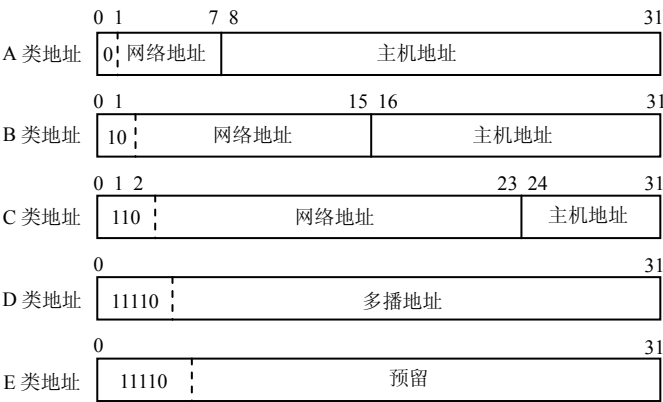 0 1 7 8 31
A 类地址 0 网络地址 主机地址
0 1 15 16 31
B 类地址 10 网络地址 主机地址
0 1 2 23 24 31
C 类地址 110 网络地址 主机地址
0 31
D 类地址 11110 多播地址
0 31
E 类地址 11110 预留